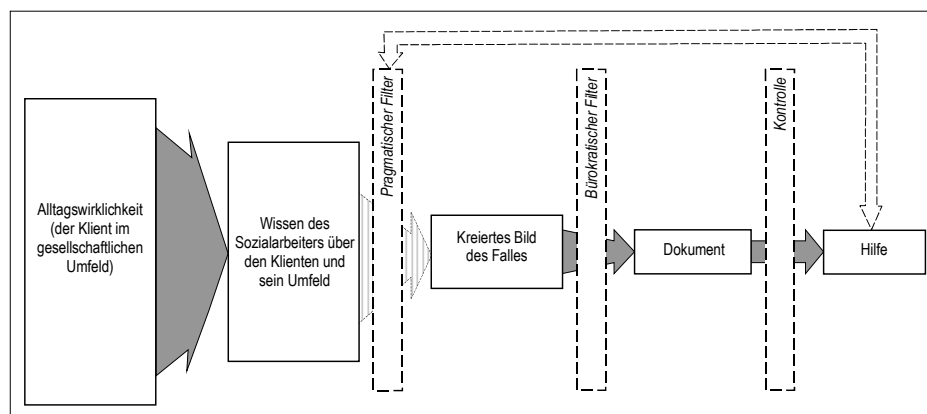 Alltagswirklichkeit
(der Klient im
gesellschaftlichen
Umfeld)
Wissen des
Sozialarbeiters über
den Klienten und
sein Umfeld
Pragmatischer Filter
Kreiertes Bild
des Falles
Bürokratischer Filter
Dokument
Kontrolle
Hilfe